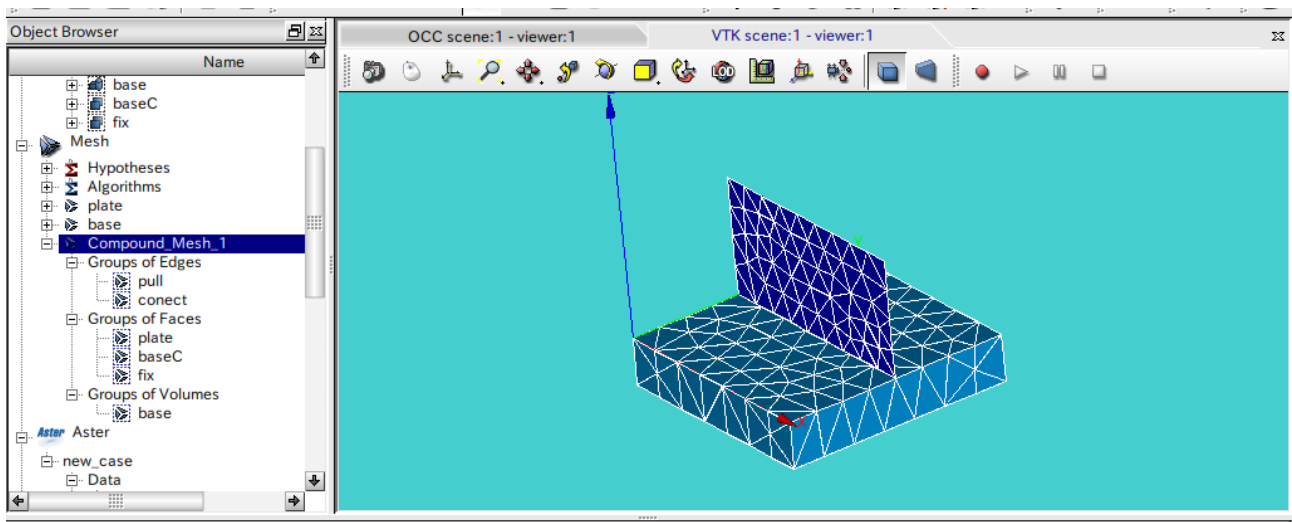 Object Browser
OCC scene:1 - viewer:1
VTK scene:1 - viewer:1
Name
base
baseC
fix
Mesh
Hypotheses
Algorithms
plate
base
Compound_Mesh_1
Groups of Edges
pull
conect
Groups of Faces
plate
baseC
fix
Groups of Volumes
base
Aster Aster
new_case
Data
LOD
Y
X